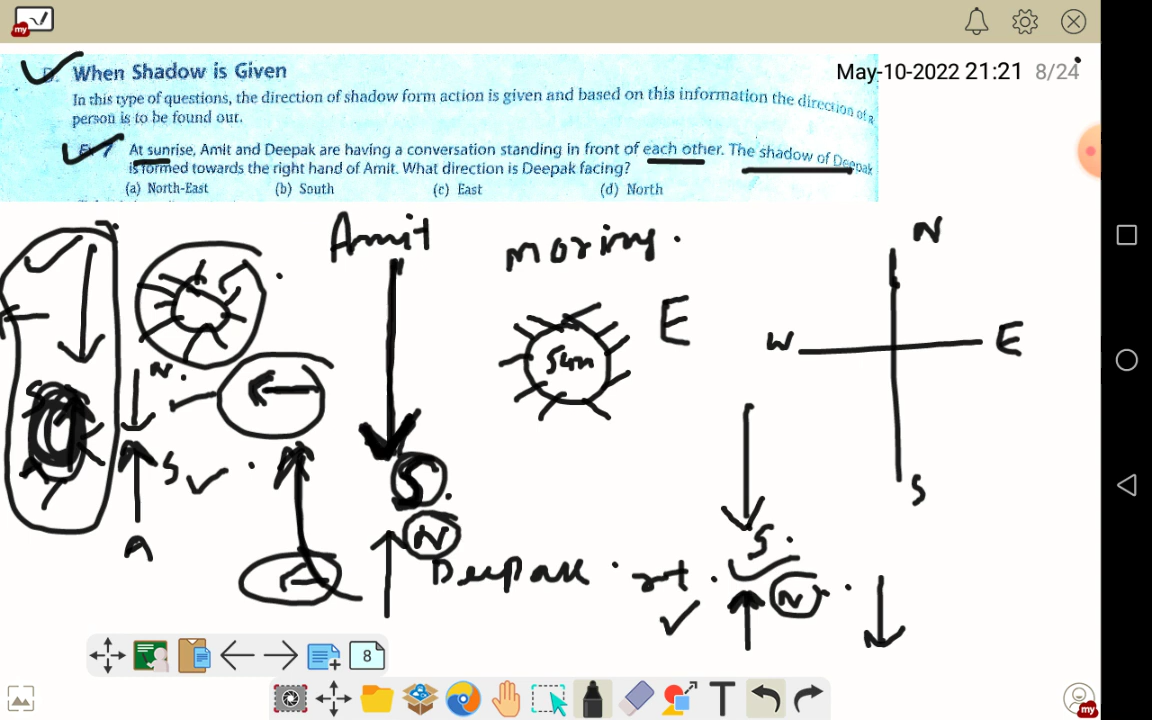 my
May-10-2022 21:21 8/24
When Shadow is Given
In this type of questions, the direction of shadow form action is given and based on this information the direction of a
person is to be found out.
At sunrise, Amit and Deepak are having a conversation standing in front of each other. The shadow of Deepak
is formed towards the right hand of Amit. What direction is Deepak facing?
(a) North-East (b) South (c) East (d) North
Amit
moring.
N
E
W
E
sun
N.
S
S
S
A
N
Deepak
rt.
S.
N
8
T
my